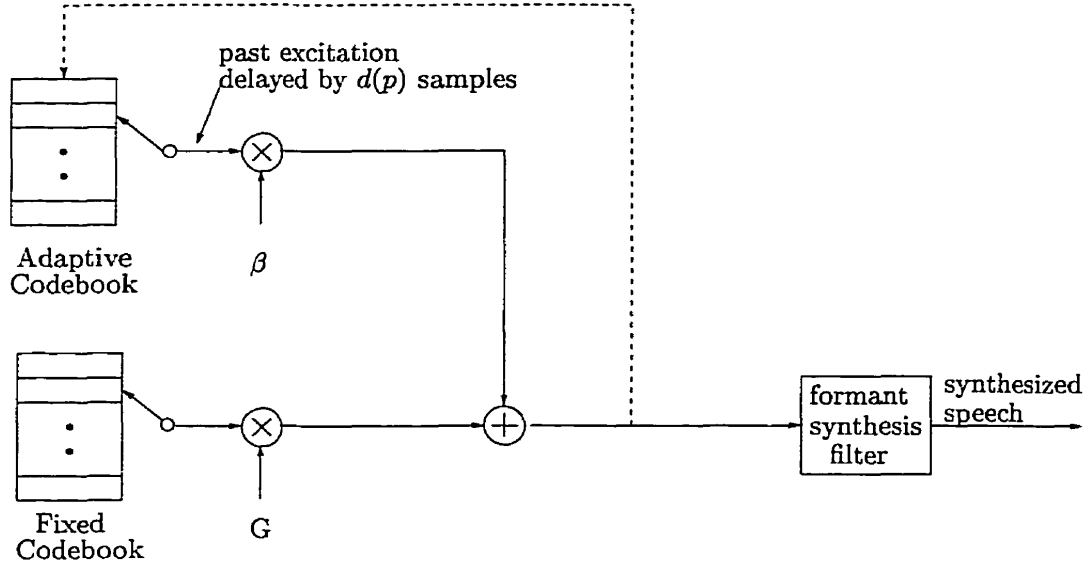 past excitation
delayed by d(p) samples
Adaptive
Codebook
β
formant
synthesis
filter
synthesized
speech
Fixed
Codebook
G